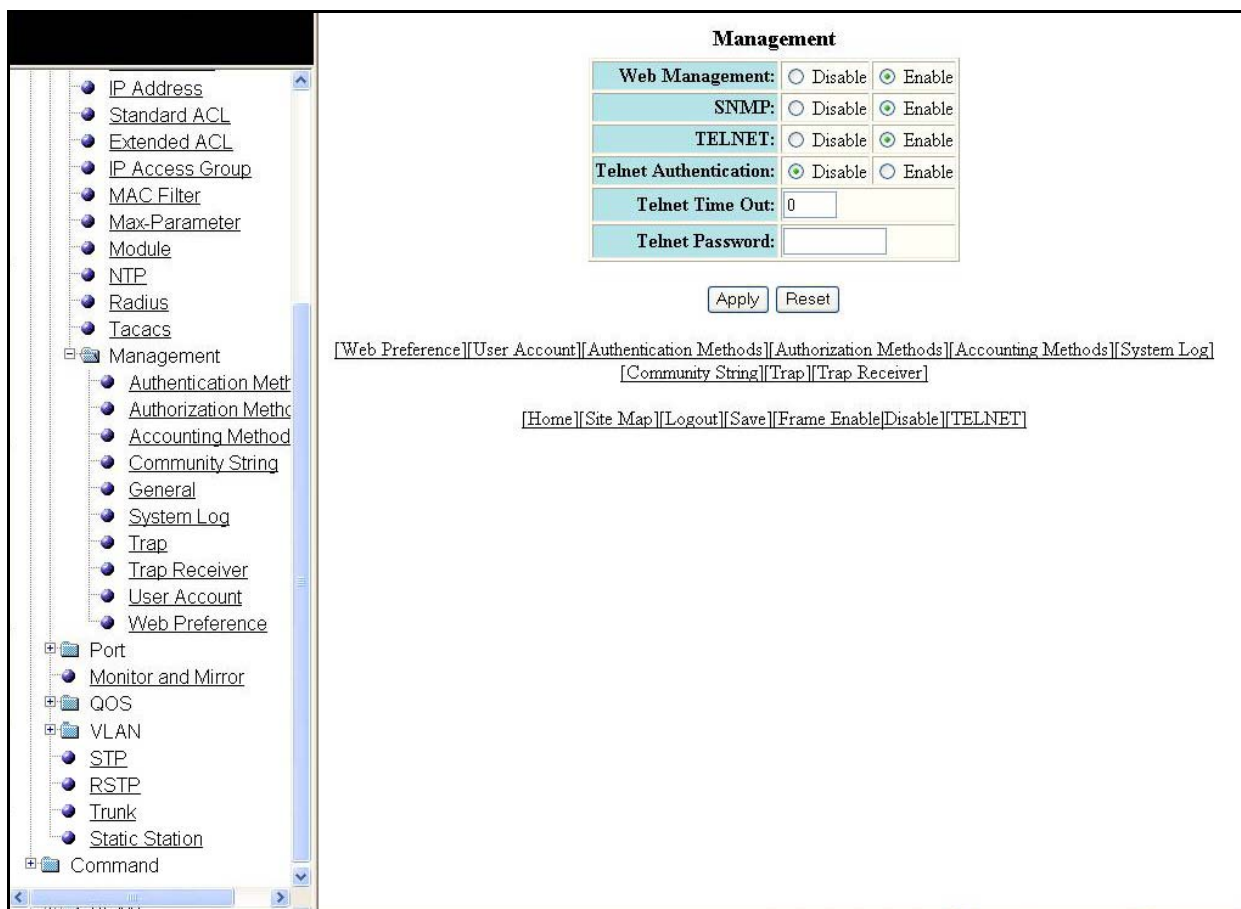 IP Address
Standard ACL
Extended ACL
IP Access Group
MAC Filter
Max-Parameter
Module
NTP
Radius
Tacacs
Management
Authentication Meth
Authorization Metho
Accounting Method
Community String
General
System Log
Trap
Trap Receiver
User Account
Web Preference
Port
Monitor and Mirror
QOS
VLAN
STP
RSTP
Trunk
Static Station
Command
Management
Web Management: Disable Enable
SNMP: Disable Enable
TELNET: Disable Enable
Telnet Authentication: Disable Enable
Telnet Time Out: 0
Telnet Password:
Apply Reset
[Web Preference][User Account][Authentication Methods][Authorization Methods][Accounting Methods][System Log]
[Community String][Trap][Trap Receiver]
[Home][Site Map][Logout][Save][Frame Enable|Disable][TELNET]